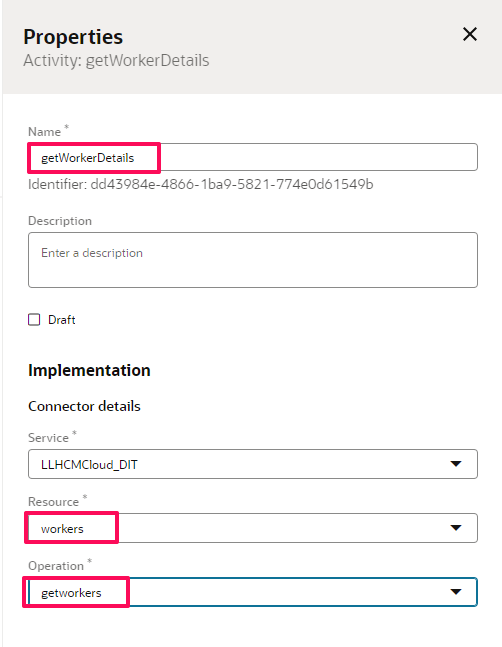 Properties
Activity: getWorkerDetails
Name *
getWorkerDetails
Identifier: dd43984e-4866-1ba9-5821-774e0d61549b
Description
Enter a description
Draft
Implementation
Connector details
Service *
LLHCMCloud_DIT
Resource *
workers
Operation *
getworkers